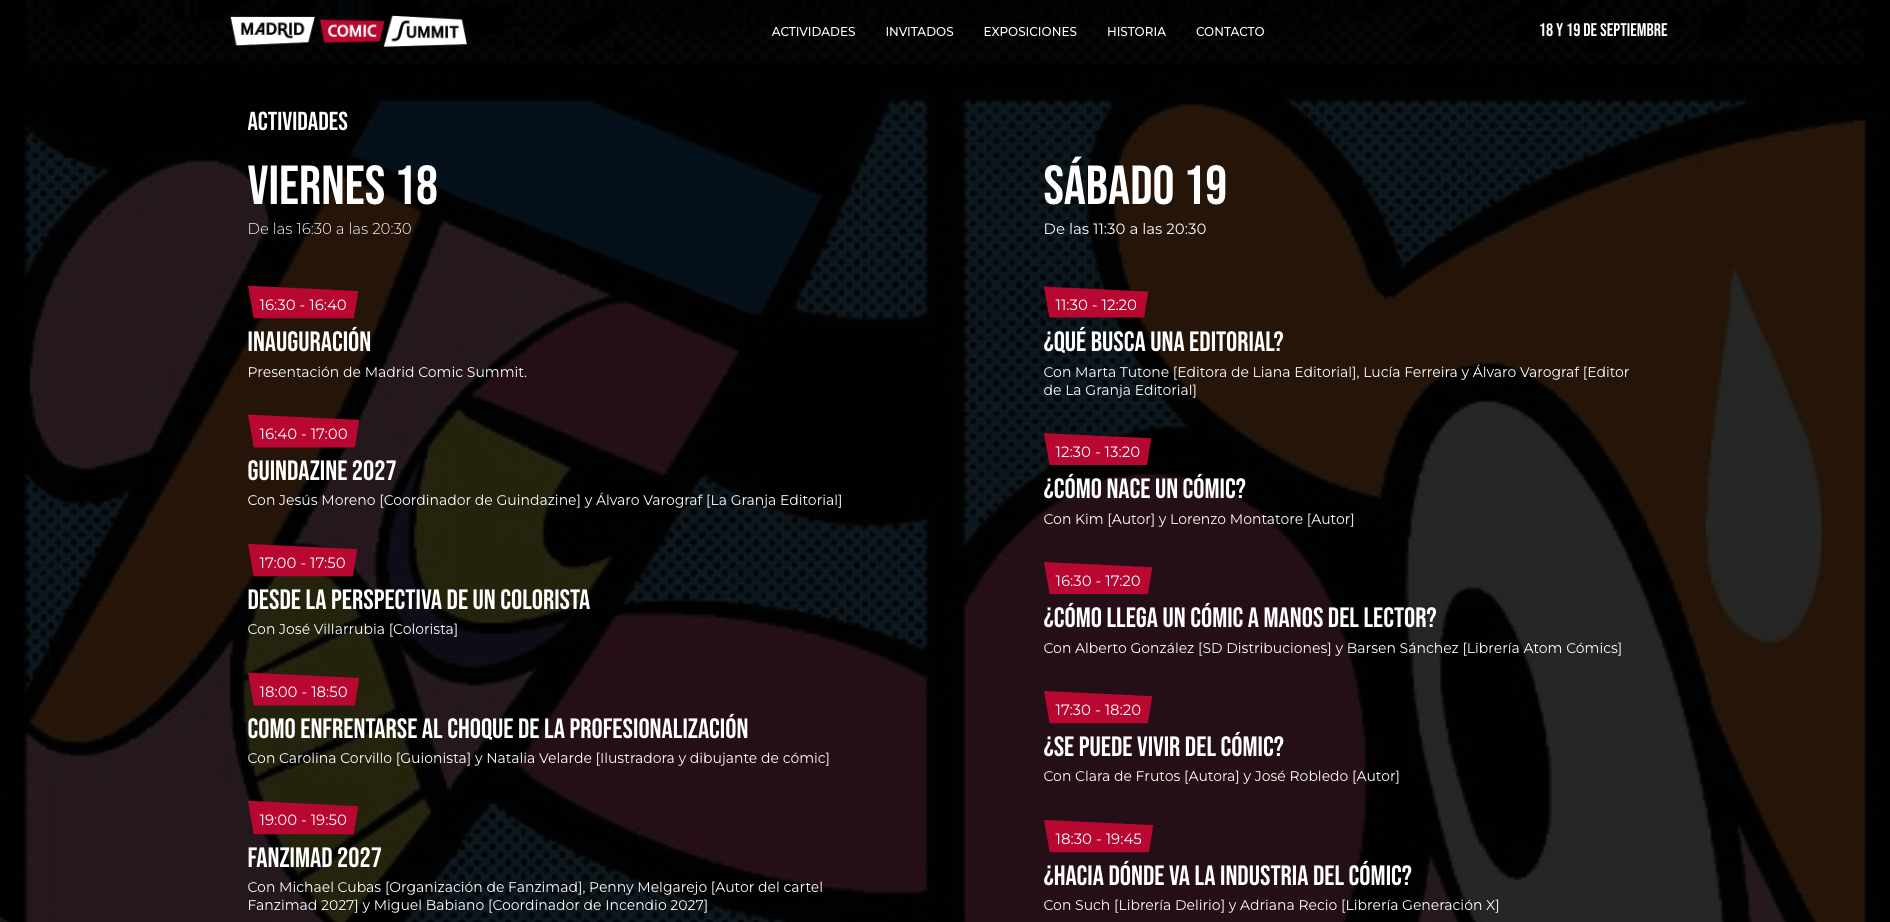 MADRID COMIC SUMMIT
ACTIVIDADES
INVITADOS
EXPOSICIONES
HISTORIA
CONTACTO
18 Y 19 DE SEPTIEMBRE
ACTIVIDADES
VIERNES 18
De las 16:30 a las 20:30
16:30 - 16:40
INAUGURACIÓN
Presentación de Madrid Comic Summit.
16:40 - 17:00
GUINDAZINE 2027
Con Jesús Moreno [Coordinador de Guindazine] y Álvaro Varograf [La Granja Editorial]
17:00 - 17:50
DESDE LA PERSPECTIVA DE UN COLORISTA
Con José Villarrubia [Colorista]
18:00 - 18:50
COMO ENFRENTARSE AL CHOQUE DE LA PROFESIONALIZACIÓN
Con Carolina Corvillo [Guionista] y Natalia Velarde [Ilustradora y dibujante de cómic]
19:00 - 19:50
FANZIMAD 2027
Con Michael Cubas [Organización de Fanzimad], Penny Melgarejo [Autor del cartel
Fanzimad 2027] y Miguel Babiano [Coordinador de Incendio 2027]
SÁBADO 19
De las 11:30 a las 20:30
11:30 - 12:20
¿QUÉ BUSCA UNA EDITORIAL?
Con Marta Tutone [Editora de Liana Editorial], Lucía Ferreira y Álvaro Varograf [Editor
de La Granja Editorial]
12:30 - 13:20
¿CÓMO NACE UN CÓMIC?
Con Kim [Autor] y Lorenzo Montatore [Autor]
16:30 - 17:20
¿CÓMO LLEGA UN CÓMIC A MANOS DEL LECTOR?
Con Alberto González [SD Distribuciones] y Barsen Sánchez [Librería Atom Cómics]
17:30 - 18:20
¿SE PUEDE VIVIR DEL CÓMIC?
Con Clara de Frutos [Autora] y José Robledo [Autor]
18:30 - 19:45
¿HACIA DÓNDE VA LA INDUSTRIA DEL CÓMIC?
Con Such [Librería Delirio] y Adriana Recio [Librería Generación X]